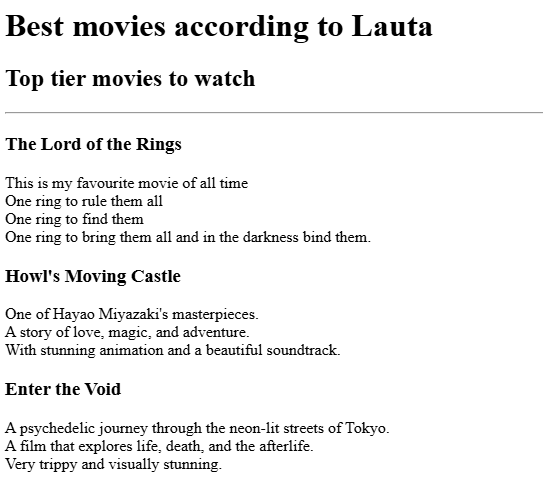 Best movies according to Lauta
Top tier movies to watch
The Lord of the Rings
This is my favourite movie of all time
One ring to rule them all
One ring to find them
One ring to bring them all and in the darkness bind them.
Howl's Moving Castle
One of Hayao Miyazaki's masterpieces.
A story of love, magic, and adventure.
With stunning animation and a beautiful soundtrack.
Enter the Void
A psychedelic journey through the neon-lit streets of Tokyo.
A film that explores life, death, and the afterlife.
Very trippy and visually stunning.